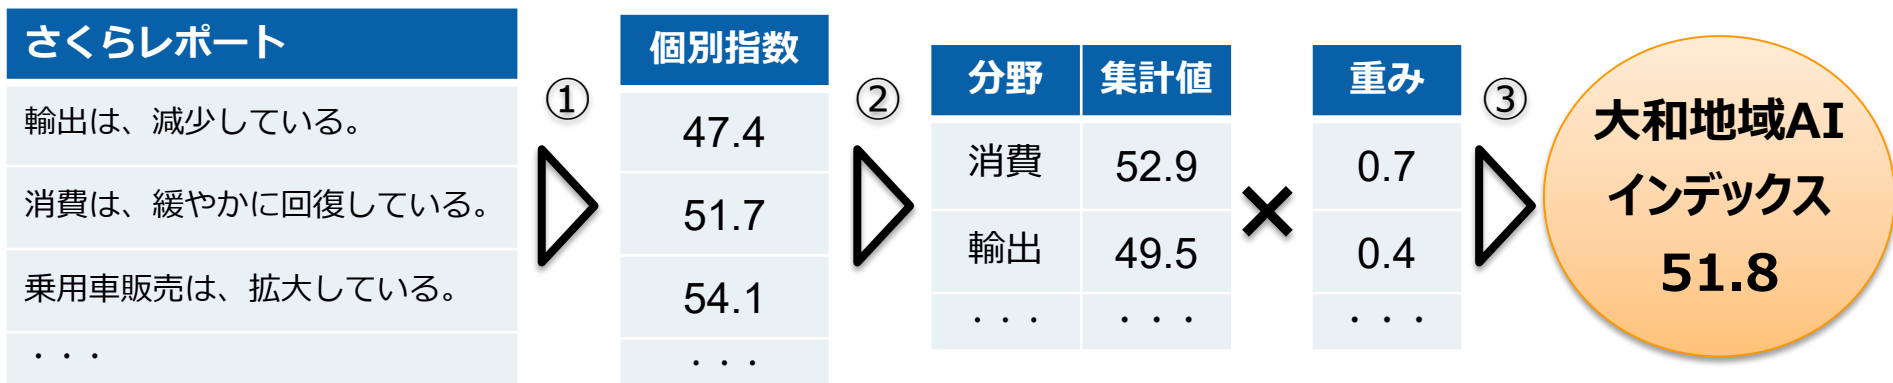 さくらレポート
輸出は、減少している。
消費は、緩やかに回復している。
乗用車販売は、拡大している。
・・・
①
個別指数
47.4
51.7
54.1
・・・
②
分野 集計値
消費 52.9
輸出 49.5
・・・ ・・・
×
重み
0.7
0.4
・・・
③
大和地域AI
インデックス
51.8